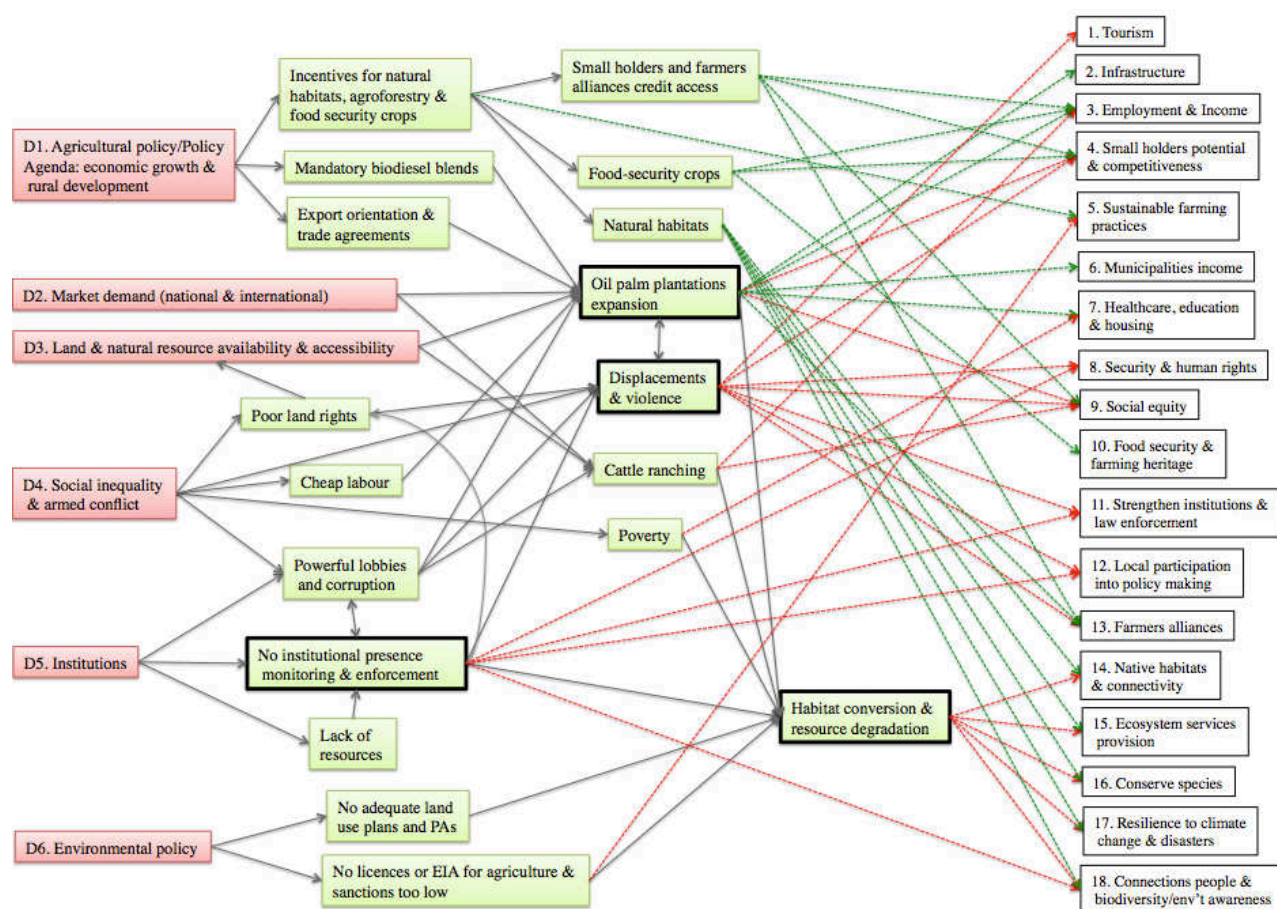 D1. Agricultural policy/Policy
Agenda: economic growth &
rural development
D2. Market demand (national & international)
D3. Land & natural resource availability & accessibility
D4. Social inequality
& armed conflict
D5. Institutions
D6. Environmental policy
Incentives for natural
habitats, agroforestry &
food security crops
Mandatory biodiesel blends
Export orientation &
trade agreements
Poor land rights
Cheap labour
Powerful lobbies
and corruption
No institutional presence
monitoring & enforcement
Lack of
resources
No adequate land
use plans and PAs
No licences or EIA for agriculture &
sanctions too low
Small holders and farmers
alliances credit access
Food-security crops
Natural habitats
Oil palm plantations
expansion
Displacements
& violence
Cattle ranching
Poverty
Habitat conversion &
resource degradation
1. Tourism
2. Infrastructure
3. Employment & Income
4. Small holders potential
& competitiveness
5. Sustainable farming
practices
6. Municipalities income
7. Healthcare, education
& housing
8. Security & human rights
9. Social equity
10. Food security &
farming heritage
11. Strengthen institutions &
law enforcement
12. Local participation
into policy making
13. Farmers alliances
14. Native habitats
& connectivity
15. Ecosystem services
provision
16. Conserve species
17. Resilience to climate
change & disasters
18. Connections people &
biodiversity/env't awareness